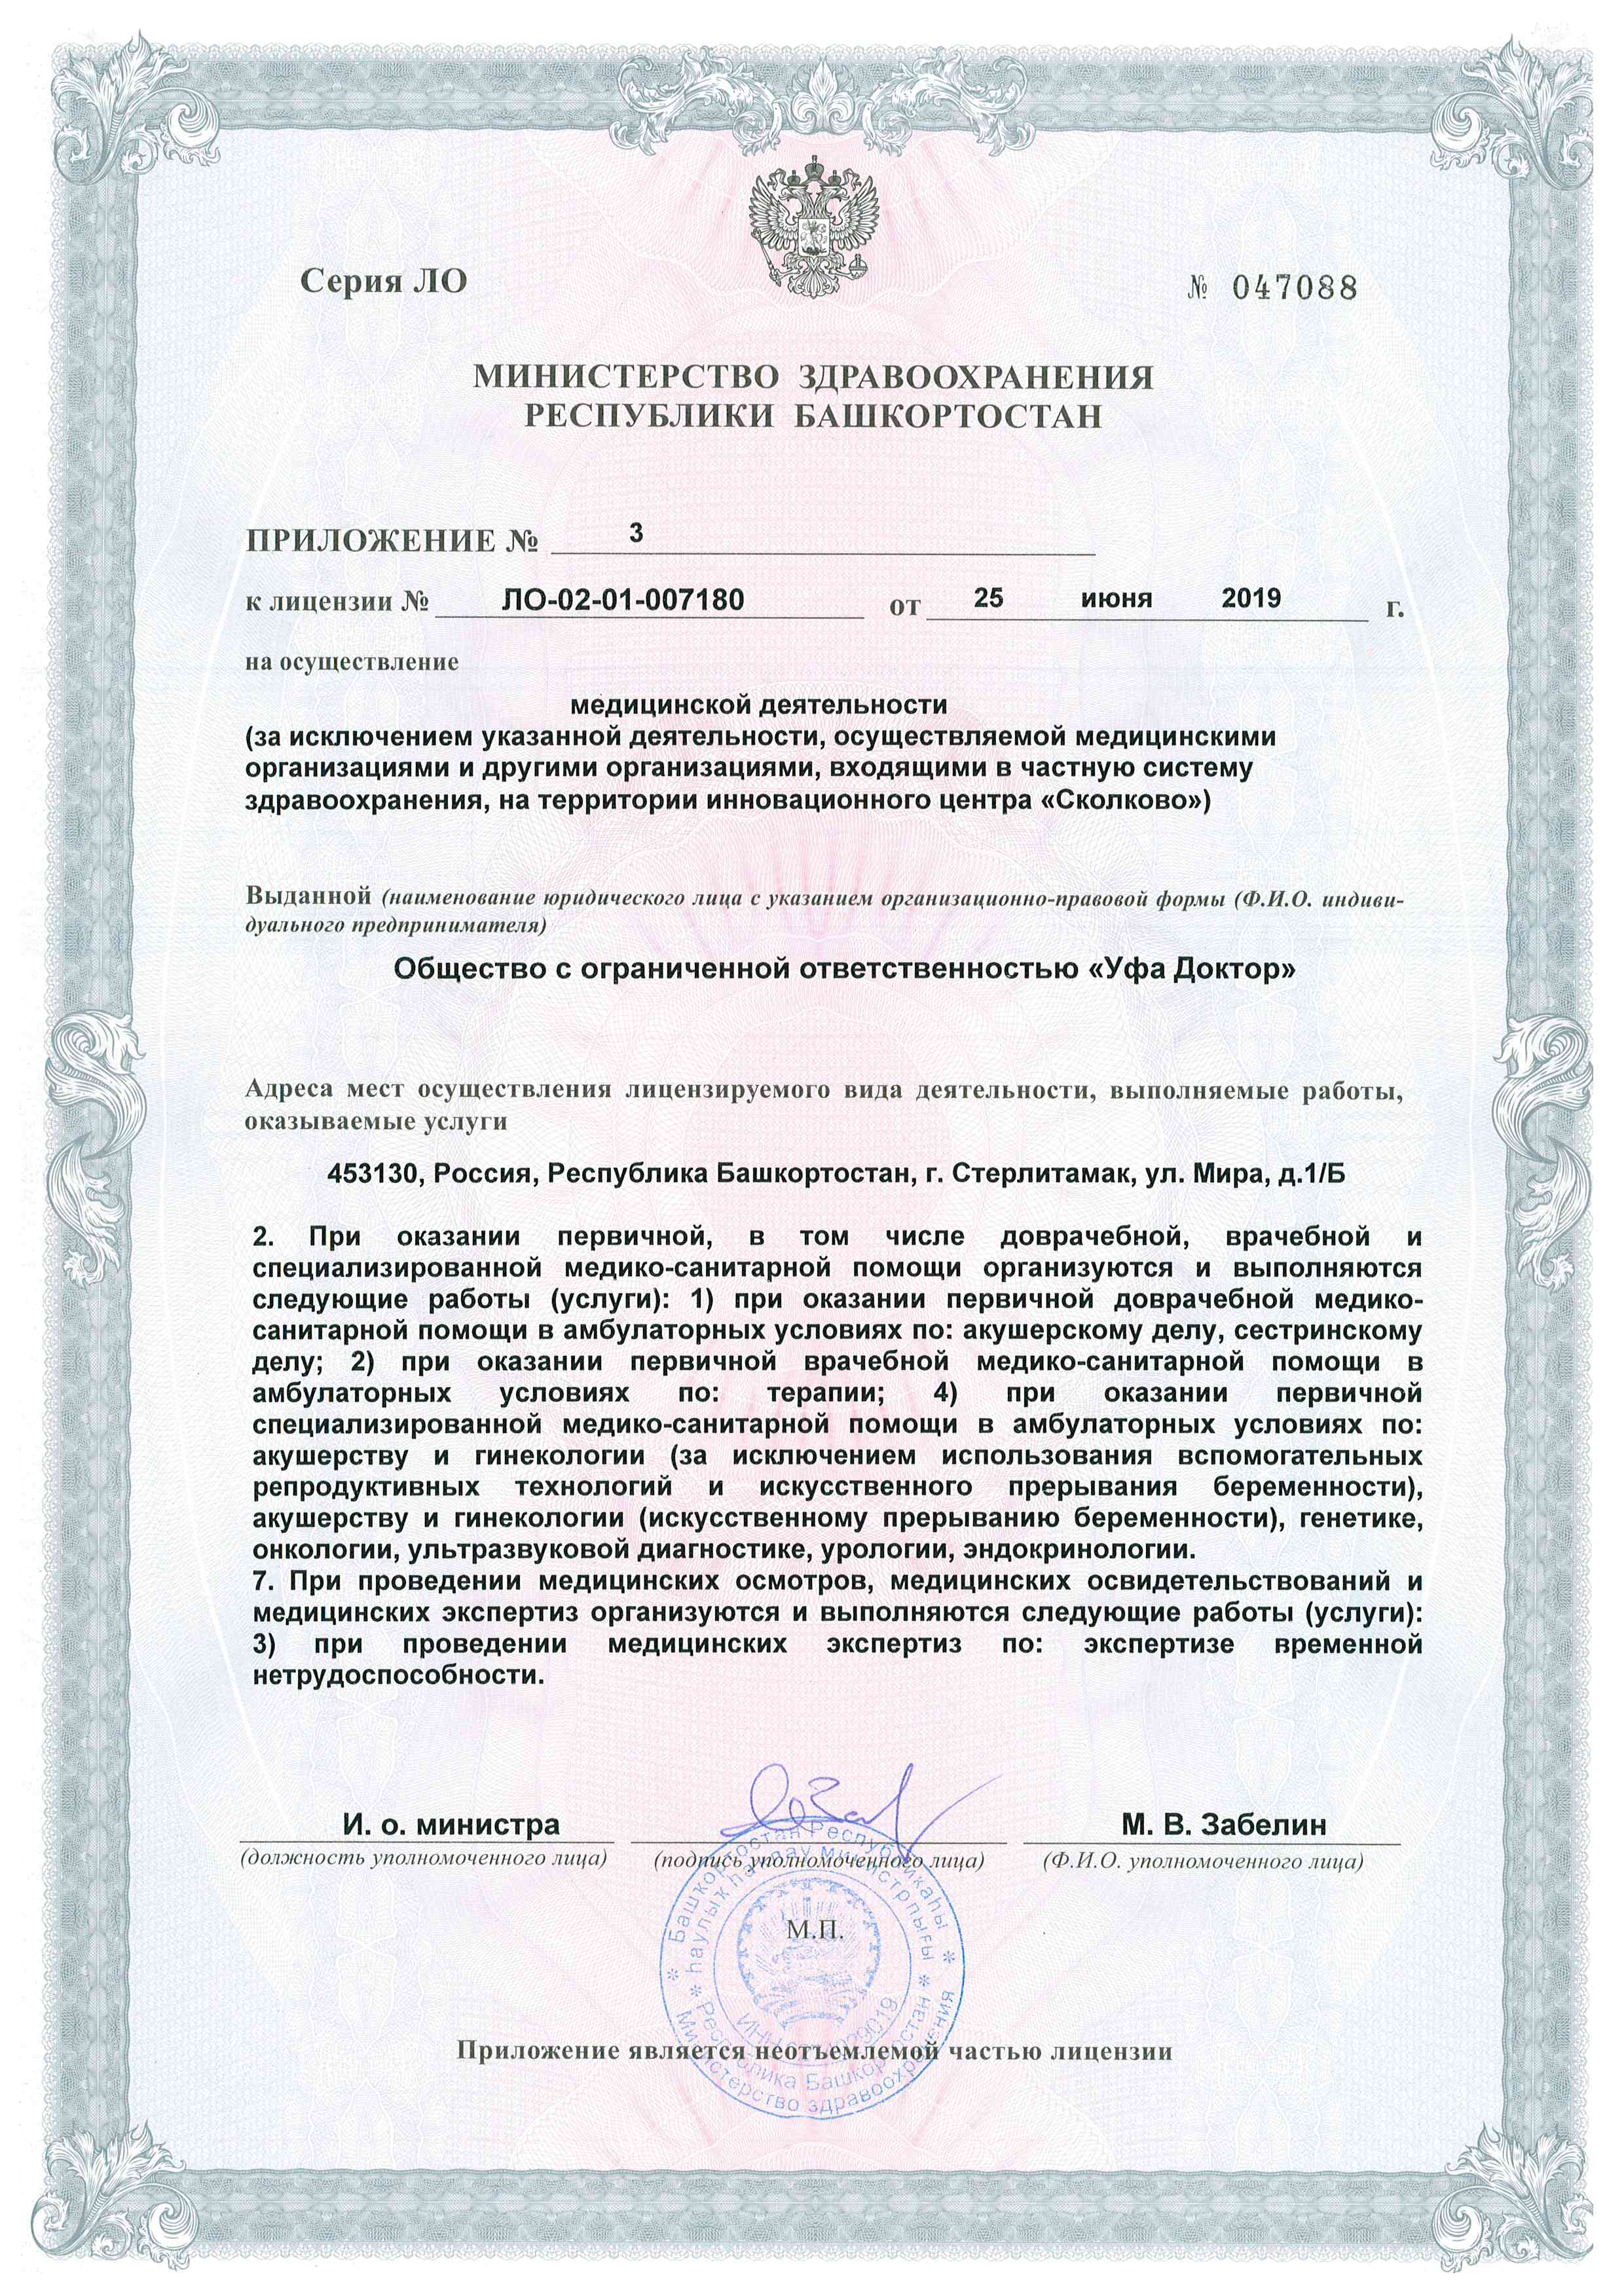 Серия ЛО
№ 047088
МИНИСТЕРСТВО ЗДРАВООХРАНЕНИЯ
РЕСПУБЛИКИ БАШКОРТОСТАН
ПРИЛОЖЕНИЕ № 3
к лицензии № ЛО-02-01-007180 от 25 июня 2019 г.
на осуществление
медицинской деятельности
(за исключением указанной деятельности, осуществляемой медицинскими
организациями и другими организациями, входящими в частную систему
здравоохранения, на территории инновационного центра «Сколково»)
Выданной (наименование юридического лица с указанием организационно-правовой формы (Ф.И.О. индиви-
дуального предпринимателя)
Общество с ограниченной ответственностью «Уфа Доктор»
Адреса мест осуществления лицензируемого вида деятельности, выполняемые работы,
оказываемые услуги
453130, Россия, Республика Башкортостан, г. Стерлитамак, ул. Мира, д.1/Б
2. При оказании первичной, в том числе доврачебной, врачебной и
специализированной медико-санитарной помощи организуются и выполняются
следующие работы (услуги): 1) при оказании первичной доврачебной медико-
санитарной помощи в амбулаторных условиях по: акушерскому делу, сестринскому
делу; 2) при оказании первичной врачебной медико-санитарной помощи в
амбулаторных условиях по: терапии; 4) при оказании первичной
специализированной медико-санитарной помощи в амбулаторных условиях по:
акушерству и гинекологии (за исключением использования вспомогательных
репродуктивных технологий и искусственного прерывания беременности),
акушерству и гинекологии (искусственному прерыванию беременности), генетике,
онкологии, ультразвуковой диагностике, урологии, эндокринологии.
7. При проведении медицинских осмотров, медицинских освидетельствований и
медицинских экспертиз организуются и выполняются следующие работы (услуги):
3) при проведении медицинских экспертиз по: экспертизе временной
нетрудоспособности.
И. о. министра
М. В. Забелин
(должность уполномоченного лица)
(подпись уполномоченного лица)
(Ф.И.О. уполномоченного лица)
Башкортостан Республикаһы
һаулыҡ һаҡлау министрлығы
М.П.
Республика Башкортостан
Министерство здравоохранения
Приложение является неотъемлемой частью лицензии